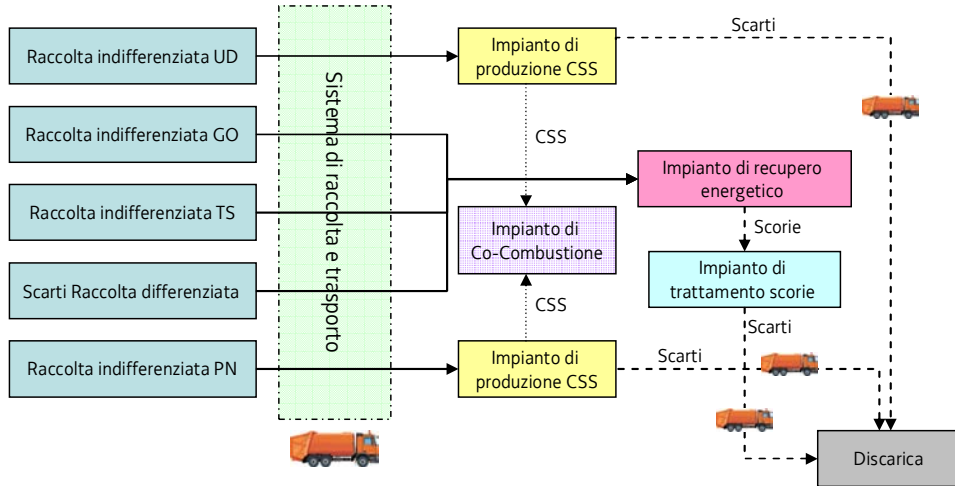 Raccolta indifferenziata UD
Raccolta indifferenziata GO
Raccolta indifferenziata TS
Scarti Raccolta differenziata
Raccolta indifferenziata PN
Sistema di raccolta e trasporto
Impianto di
produzione CSS
Scarti
CSS
Impianto di recupero
energetico
Impianto di
Co-Combustione
Scorie
Impianto di
trattamento scorie
CSS
Scarti
Impianto di
produzione CSS
Scarti
Discarica